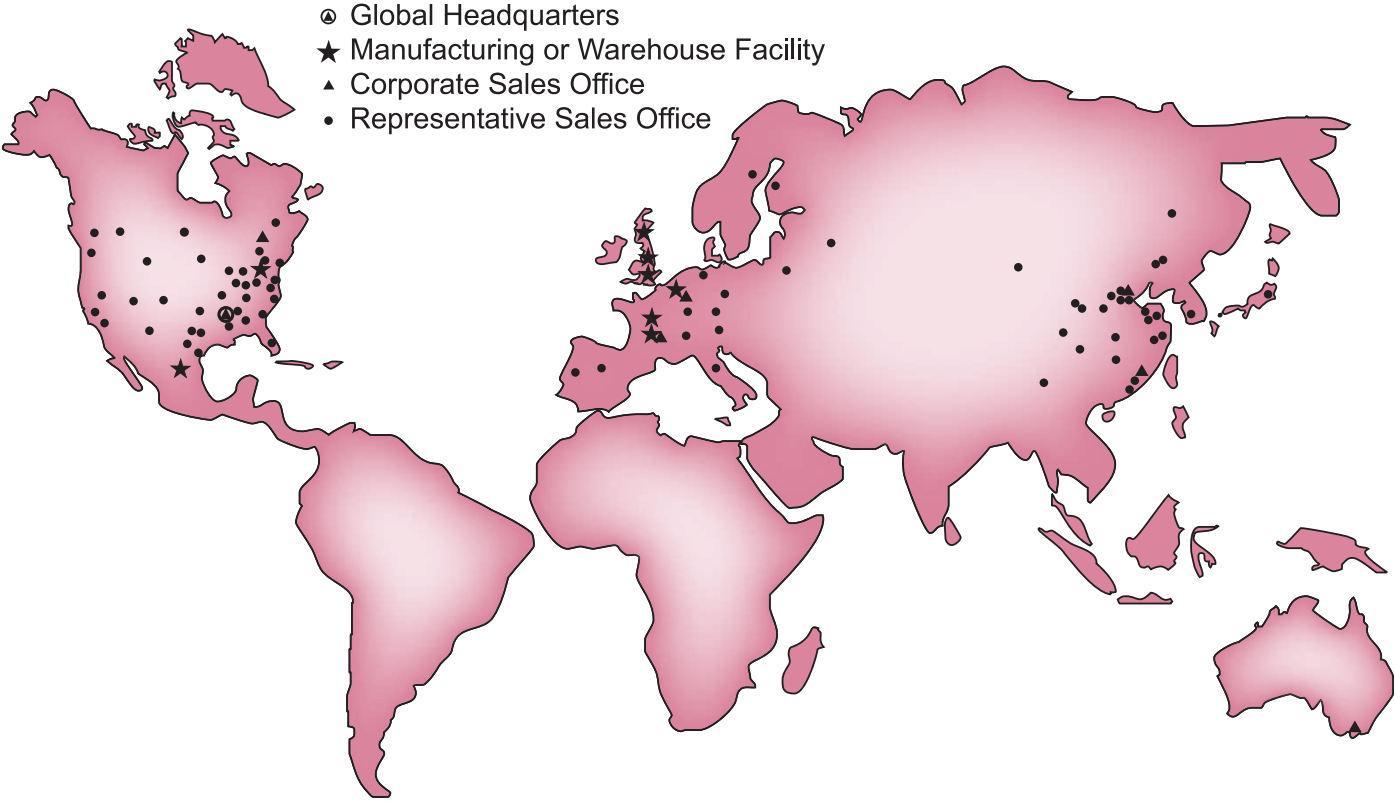 Global Headquarters
Manufacturing or Warehouse Facility
Corporate Sales Office
Representative Sales Office